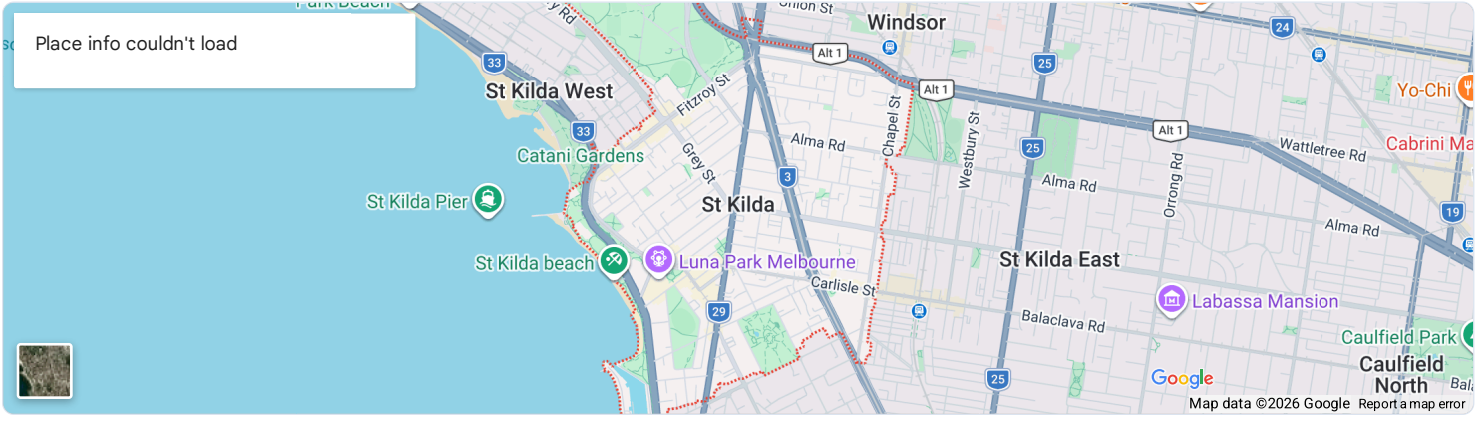 Park Beach
Place info couldn't load
Union St
Windsor
24
33
Alt 1
25
St Kilda West
Fitzroy St
Alt 1
Yo-Chi
33
Chapel St
Westbury St
Alt 1
Alma Rd
Wattletree Rd
Cabrini Ma
Catani Gardens
Grey St
25
3
Alma Rd
Orrong Rd
St Kilda Pier
St Kilda
19
Alma Rd
St Kilda beach
Luna Park Melbourne
St Kilda East
Carlisle St
Labassa Mansion
29
Balaclava Rd
Caulfield Park
Caulfield
North
25
Google
Map data ©2026 Google
Report a map error